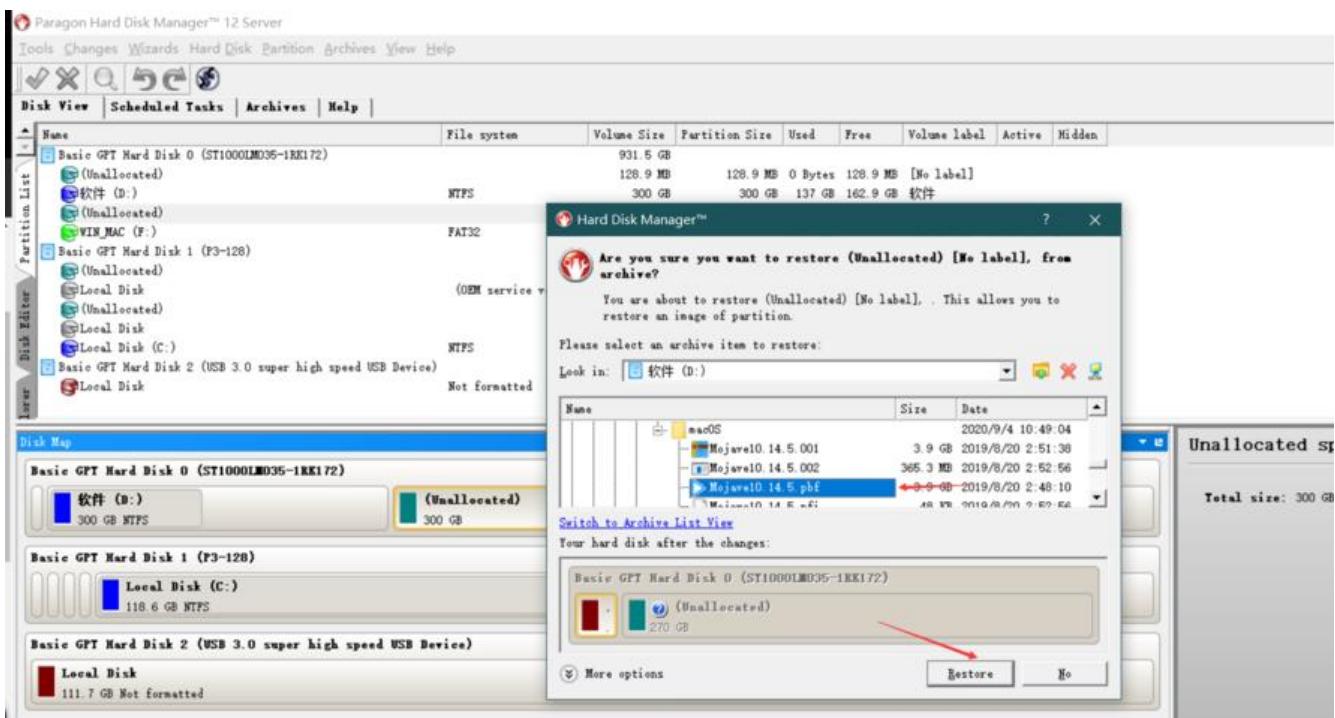 Paragon Hard Disk Manager™ 12 Server
Tools Changes Wizards Hard Disk Partition Archives View Help
Disk View Scheduled Tasks Archives Help
Name File system Volume Size Partition Size Used Free Volume label Active Hidden
Basic GPT Hard Disk 0 (ST1000LM035-1RK172) 931.5 GB
(Unallocated) 128.9 MB 128.9 MB 0 Bytes 128.9 MB [No label]
软件 (D:) NTFS 300 GB 300 GB 137 GB 162.9 GB 软件
(Unallocated)
WIN_MAC (F:) FAT32
Basic GPT Hard Disk 1 (P3-128)
(Unallocated)
Local Disk (OEM service v
(Unallocated)
Local Disk
Local Disk (C:) NTFS
Basic GPT Hard Disk 2 (USB 3.0 super high speed USB Device)
Local Disk Not formatted
Partition List
Disk Editor
Hard Disk Manager™ ? ×
Are you sure you want to restore (Unallocated) [No label], from
archive?
You are about to restore (Unallocated) [No label], . This allows you to
restore an image of partition.
Please select an archive item to restore:
Look in: 软件 (D:)
Name Size Date
macOS 2020/9/4 10:49:04
Mojave10.14.5.001 3.9 GB 2019/8/20 2:51:38
Mojave10.14.5.002 365.3 MB 2019/8/20 2:52:56
Mojave10.14.5.pbf 3.9 GB 2019/8/20 2:48:10
Switch to Archive List View
Your hard disk after the changes:
Basic GPT Hard Disk 0 (ST1000LM035-1RK172)
(Unallocated)
270 GB
More options Restore No
Disk Map
Basic GPT Hard Disk 0 (ST1000LM035-1RK172)
软件 (D:)
300 GB NTFS
(Unallocated)
300 GB
Basic GPT Hard Disk 1 (P3-128)
Local Disk (C:)
118.6 GB NTFS
Basic GPT Hard Disk 2 (USB 3.0 super high speed USB Device)
Local Disk
111.7 GB Not formatted
Unallocated sp
Total size: 300 GB